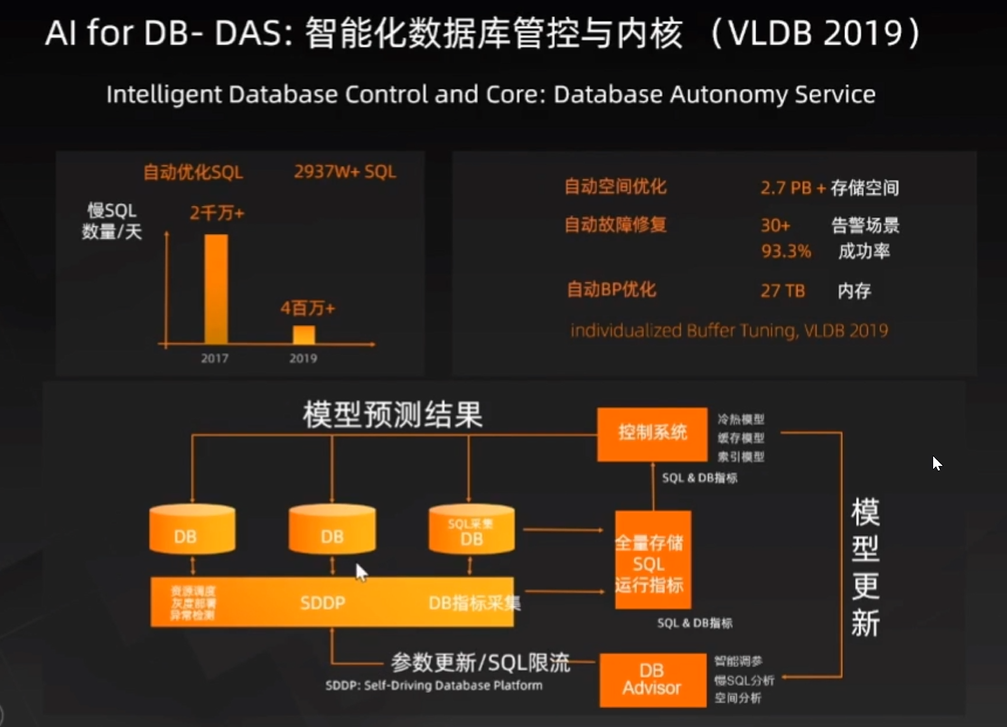 AI for DB- DAS: 智能化数据库管控与内核 （VLDB 2019）
Intelligent Database Control and Core: Database Autonomy Service
自动优化SQL 2937W+ SQL
慢SQL
数量/天
2千万+
4百万+
2017 2019
自动空间优化 2.7 PB + 存储空间
自动故障修复 30+ 告警场景
93.3% 成功率
自动BP优化 27 TB 内存
individualized Buffer Tuning, VLDB 2019
模型预测结果
控制系统
冷热模型
缓存模型
索引模型
SQL & DB指标
DB
DB
SQL采集
DB
全量存储
SQL
运行指标
模型更新
资源调度
灰度部署
异常检测
SDDP
DB指标采集
SQL & DB指标
参数更新/SQL限流
SDDP: Self-Driving Database Platform
DB
Advisor
智能调参
慢SQL分析
空间分析